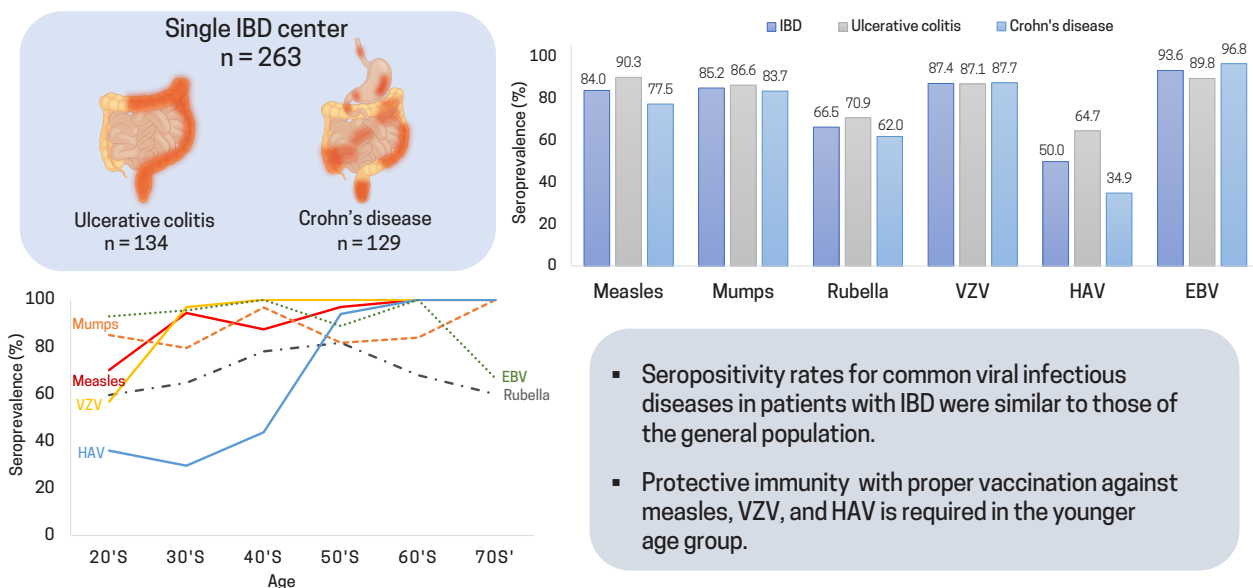 Single IBD center
n = 263
Ulcerative colitis
n = 134
Crohn's disease
n = 129
IBD Ulcerative colitis Crohn's disease
Seroprevalence (%)
100
80
60
40
20
0
84.0 90.3 77.5
85.2 86.6 83.7
66.5 70.9 62.0
87.4 87.1 87.7
50.0 64.7 34.9
93.6 89.8 96.8
Measles Mumps Rubella VZV HAV EBV
Seroprevalence (%)
100
80
60
40
20
0
Mumps
Measles
VZV
HAV
EBV
Rubella
20'S 30'S 40'S 50'S 60'S 70S'
Age
▪ Seropositivity rates for common viral infectious
diseases in patients with IBD were similar to those of
the general population.
▪ Protective immunity with proper vaccination against
measles, VZV, and HAV is required in the younger
age group.